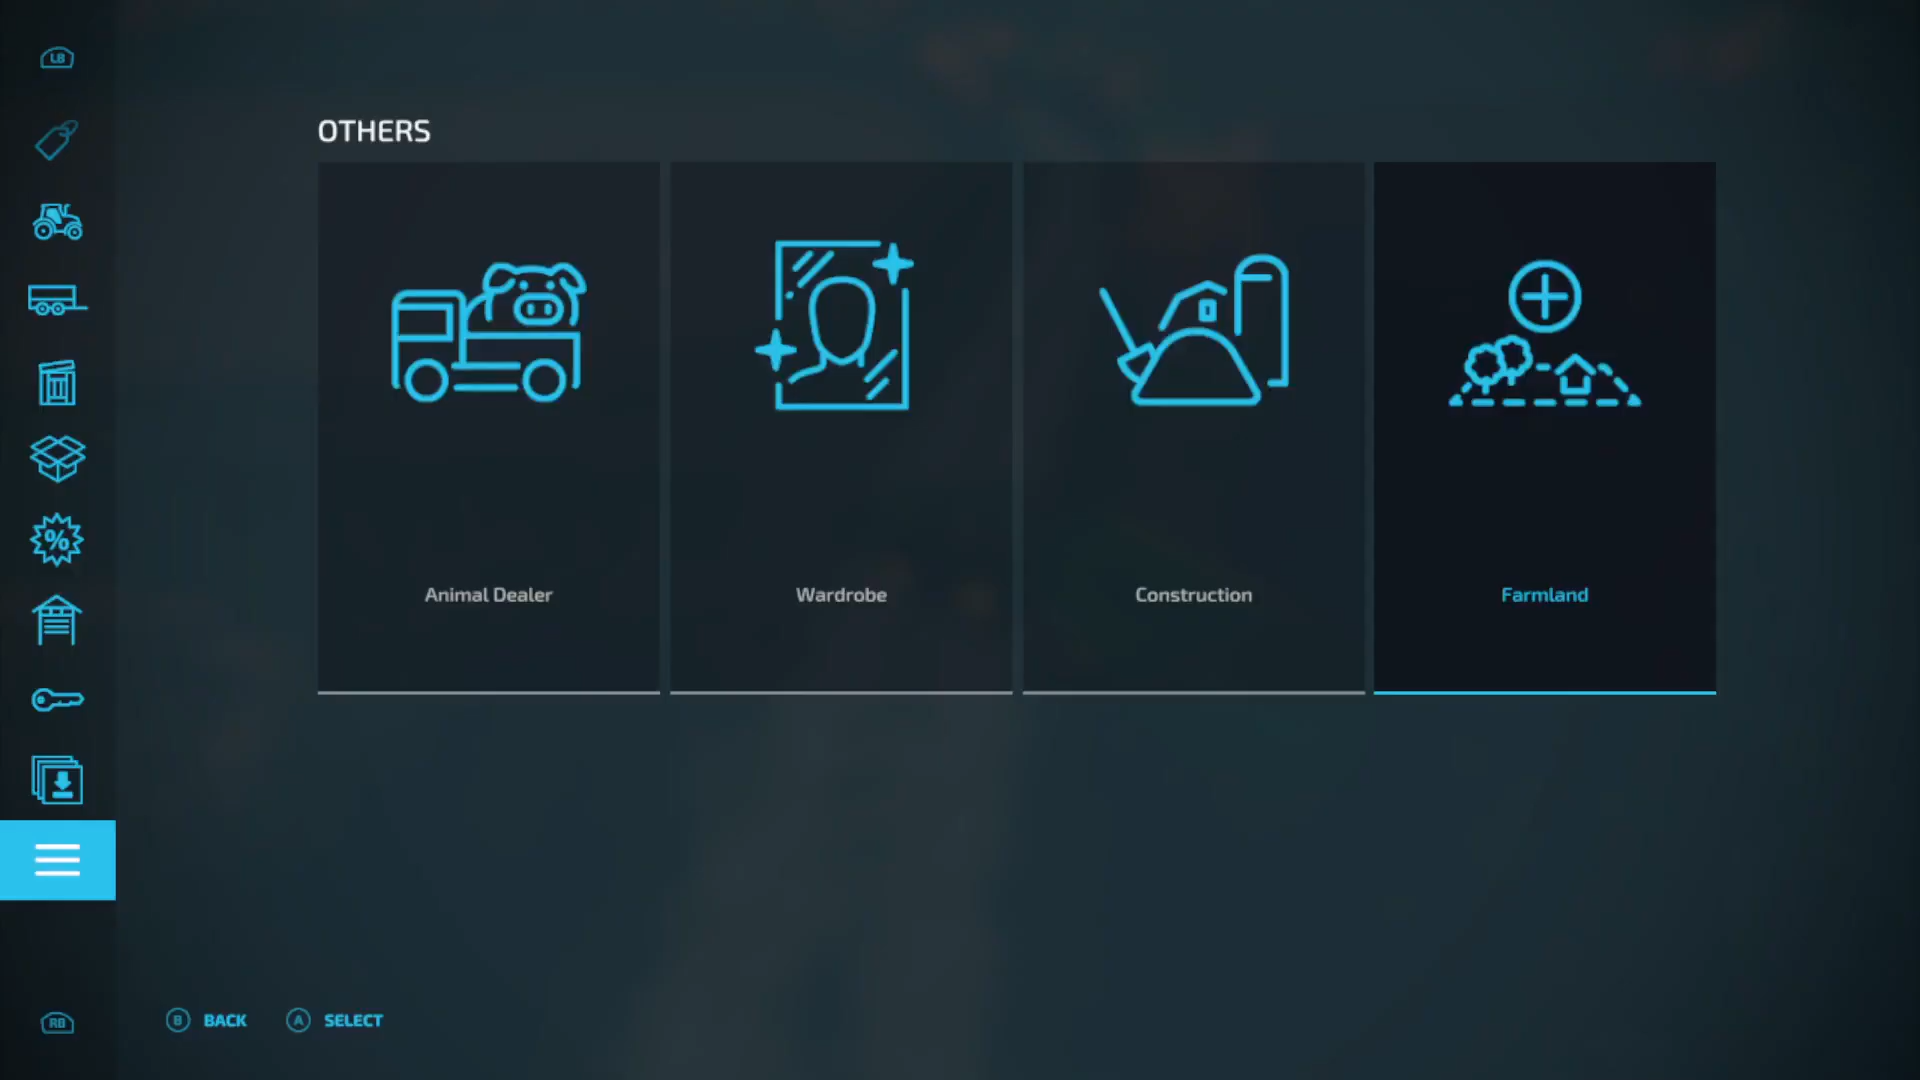 LB
OTHERS
%
Animal Dealer
Wardrobe
Construction
Farmland
RB
B BACK
A SELECT